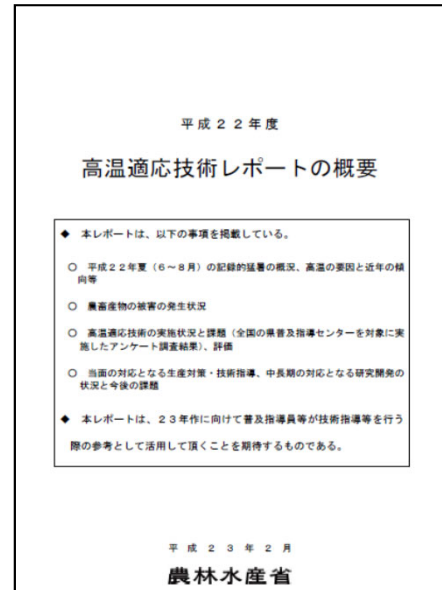 平成２２年度
高温適応技術レポートの概要
◆ 本レポートは、以下の事項を掲載している。
○ 平成２２年夏（６～８月）の記録的猛暑の概況、高温の要因と近年の傾
向等
○ 農畜産物の被害の発生状況
○ 高温適応技術の実施状況と課題（全国の県普及指導センターを対象に実
施したアンケート調査結果）、評価
○ 当面の対応となる生産対策・技術指導、中長期の対応となる研究開発の
状況と今後の課題
◆ 本レポートは、２３年作に向けて普及指導員等が技術指導等を行う
際の参考として活用して頂くことを期待するものである。
平成２３年２月
農林水産省